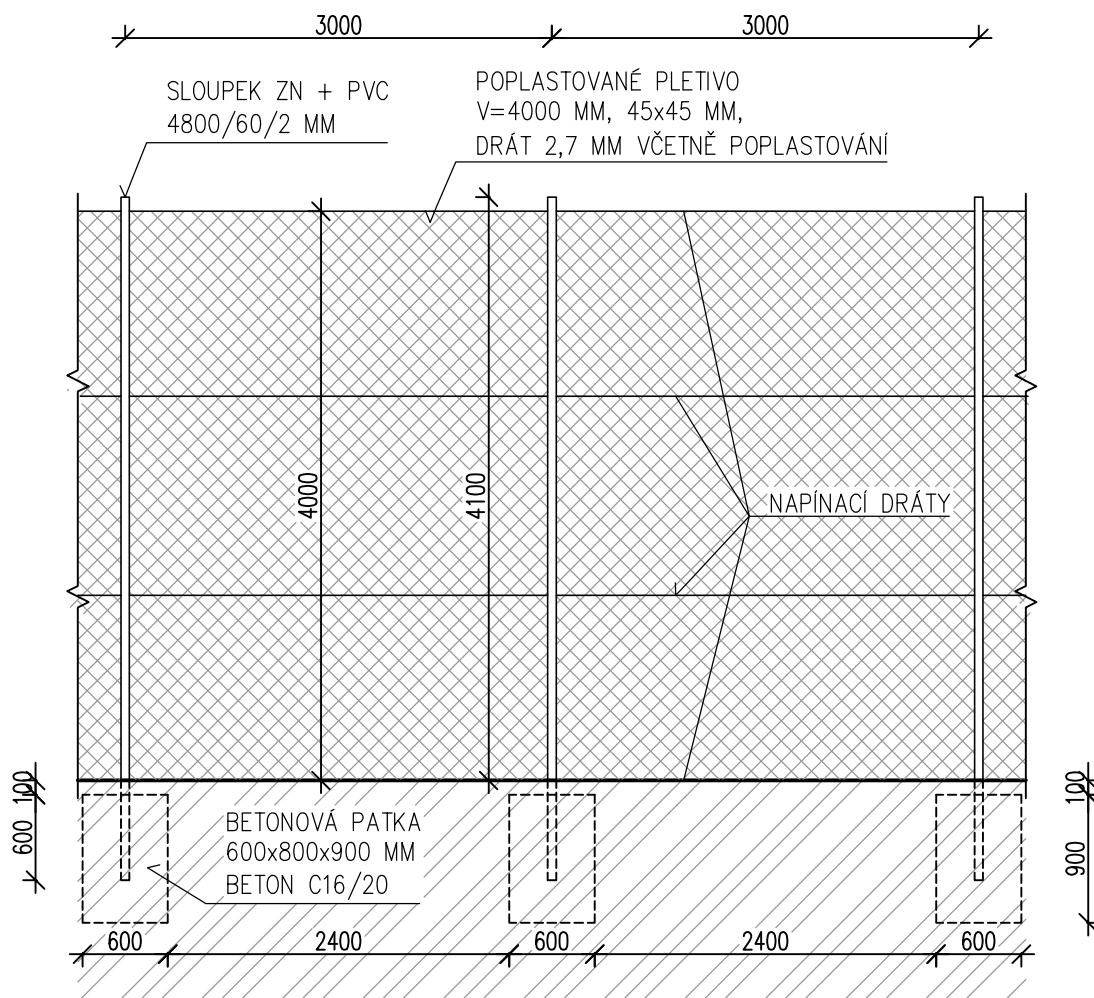 3000
3000
SLOUPEK ZN + PVC
4800/60/2 MM
POPLASTOVANÉ PLETIVO
V=4000 MM, 45x45 MM,
DRÁT 2,7 MM VČETNĚ POPLASTOVÁNÍ
4000
4100
NAPÍNACÍ DRÁTY
100
600
100
900
BETONOVÁ PATKA
600x800x900 MM
BETON C16/20
600
2400
600
2400
600